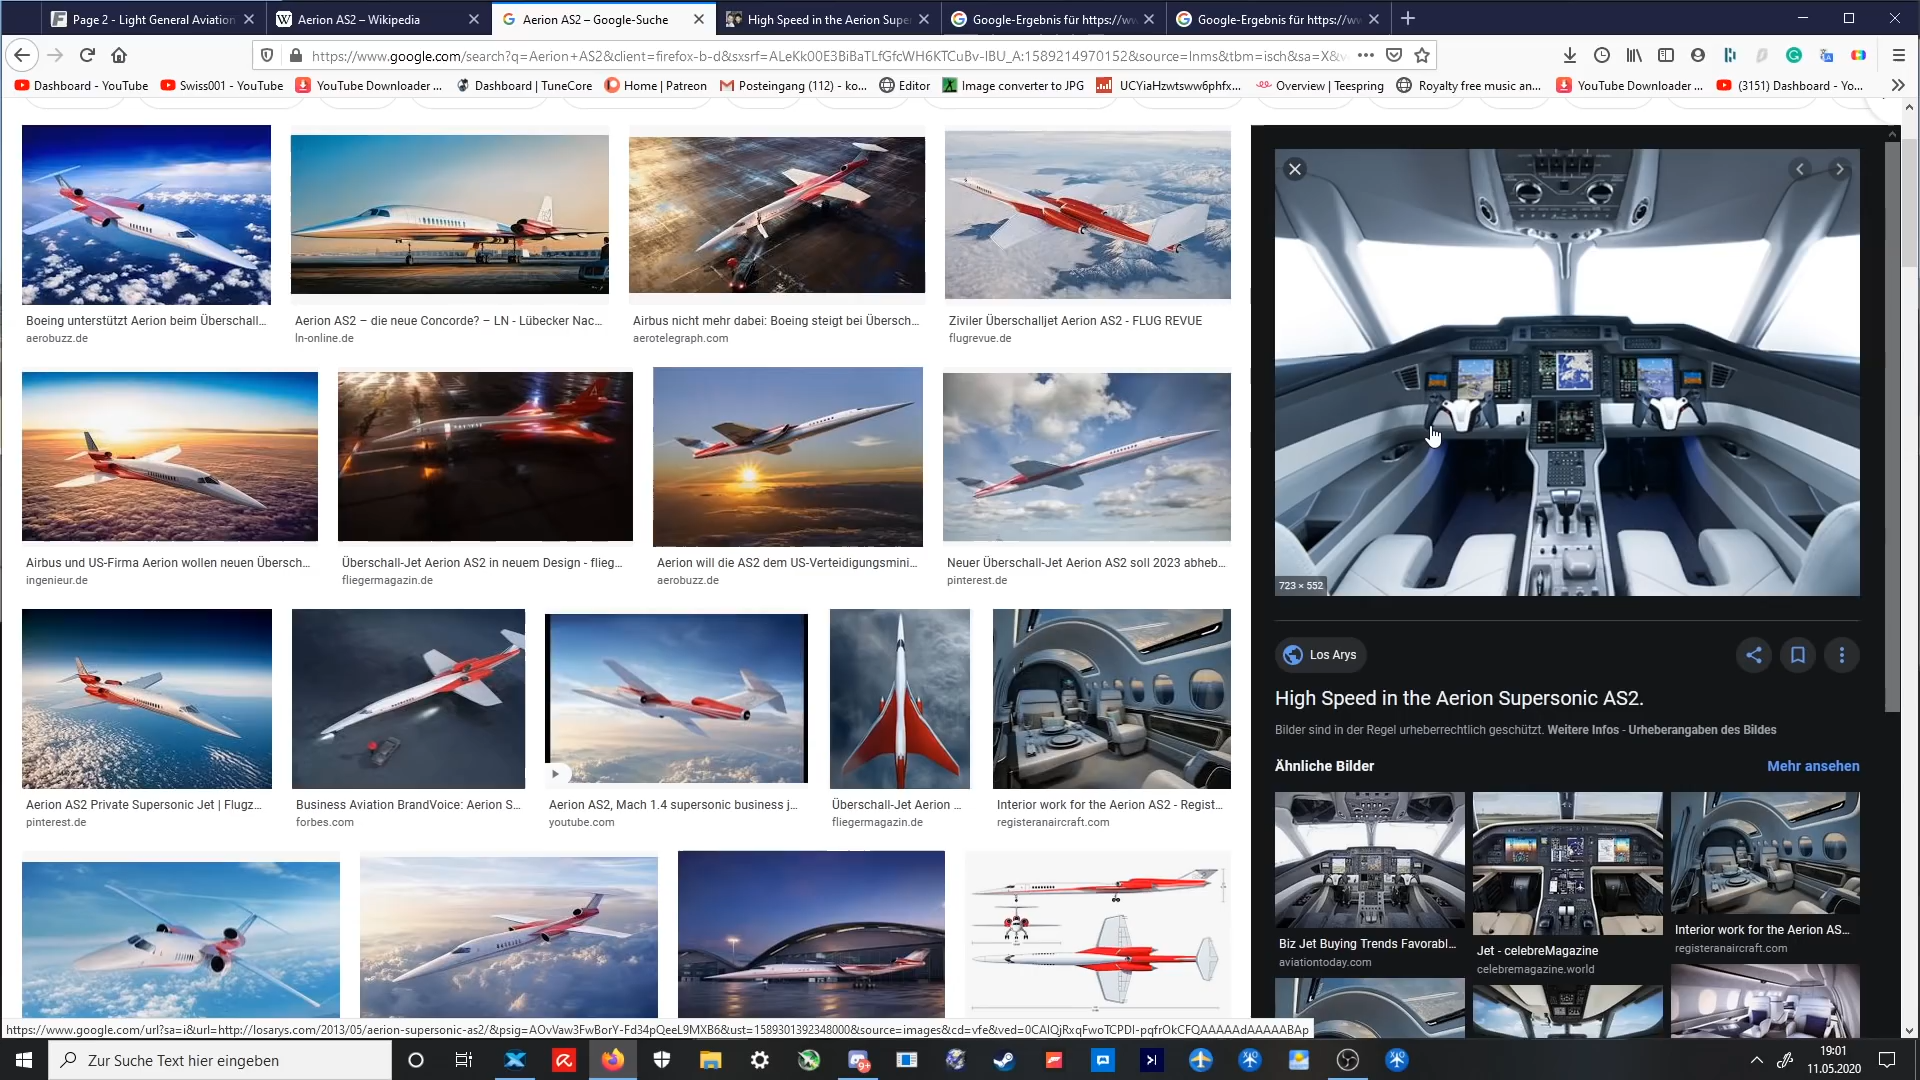 Page 2 - Light General Aviation
Aerion AS2 – Wikipedia
Aerion AS2 – Google-Suche
High Speed in the Aerion Super
Google-Ergebnis für https://ww
Google-Ergebnis für https://ww
https://www.google.com/search?q=Aerion+AS2&client=firefox-b-d&sxsrf=ALeKk00E3BiBaTLfGfcWH6KTCuBv-IBU_A:1589214970152&source=lnms&tbm=isch&sa=X&v
Dashboard - YouTube
Swiss001 - YouTube
YouTube Downloader ...
Dashboard | TuneCore
Home | Patreon
Posteingang (112) - ko...
Editor
Image converter to JPG
UCYiaHzwtsww6phfx...
Overview | Teespring
Royalty free music an...
YouTube Downloader ...
(3151) Dashboard - Yo...
Boeing unterstützt Aerion beim Überschall...
aerobuzz.de
Aerion AS2 – die neue Concorde? – LN - Lübecker Nac...
ln-online.de
Airbus nicht mehr dabei: Boeing steigt bei Übersch...
aerotelegraph.com
Ziviler Überschalljet Aerion AS2 - FLUG REVUE
flugrevue.de
Airbus und US-Firma Aerion wollen neuen Übersch...
ingenieur.de
Überschall-Jet Aerion AS2 in neuem Design - flieg...
fliegermagazin.de
Aerion will die AS2 dem US-Verteidigungsmini...
aerobuzz.de
Neuer Überschall-Jet Aerion AS2 soll 2023 abheb...
pinterest.de
Aerion AS2 Private Supersonic Jet | Flugz...
pinterest.de
Business Aviation BrandVoice: Aerion S...
forbes.com
Aerion AS2, Mach 1.4 supersonic business j...
youtube.com
Überschall-Jet Aerion ...
fliegermagazin.de
Interior work for the Aerion AS2 - Regist...
registeranaircraft.com
723 × 552
Los Arys
High Speed in the Aerion Supersonic AS2.
Bilder sind in der Regel urheberrechtlich geschützt. Weitere Infos - Urheberangaben des Bildes
Ähnliche Bilder
Mehr ansehen
Biz Jet Buying Trends Favorabl...
aviationtoday.com
Jet - celebreMagazine
celebremagazine.world
Interior work for the Aerion AS...
registeranaircraft.com
https://www.google.com/url?sa=i&url=http://losarys.com/2013/05/aerion-supersonic-as2/&psig=AOvVaw3FwBorY-Fd34pQeeL9MXB6&ust=1589301392348000&source=images&cd=vfe&ved=0CAIQjRxqFwoTCPDI-pqfrOkCFQAAAAAdAAAAABAp
Zur Suche Text hier eingeben
9+
19:01
11.05.2020